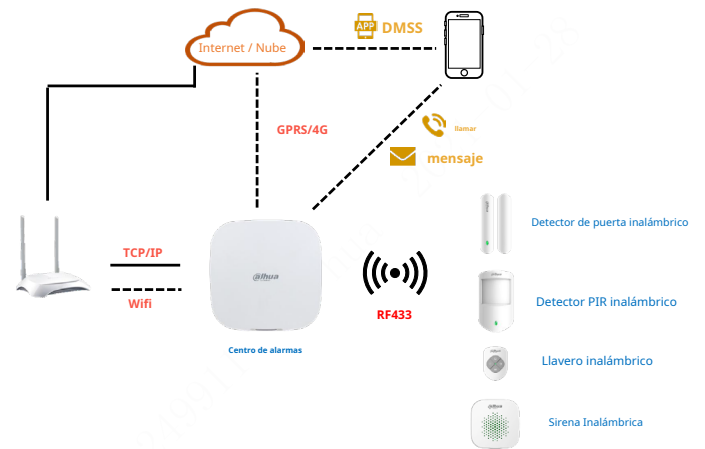 APP DMSS
Internet / Nube
GPRS/4G
llamar
mensaje
Detector de puerta inalámbrico
TCP/IP
Wifi
alhua
RF433
Detector PIR inalámbrico
Centro de alarmas
Llavero inalámbrico
Sirena Inalámbrica